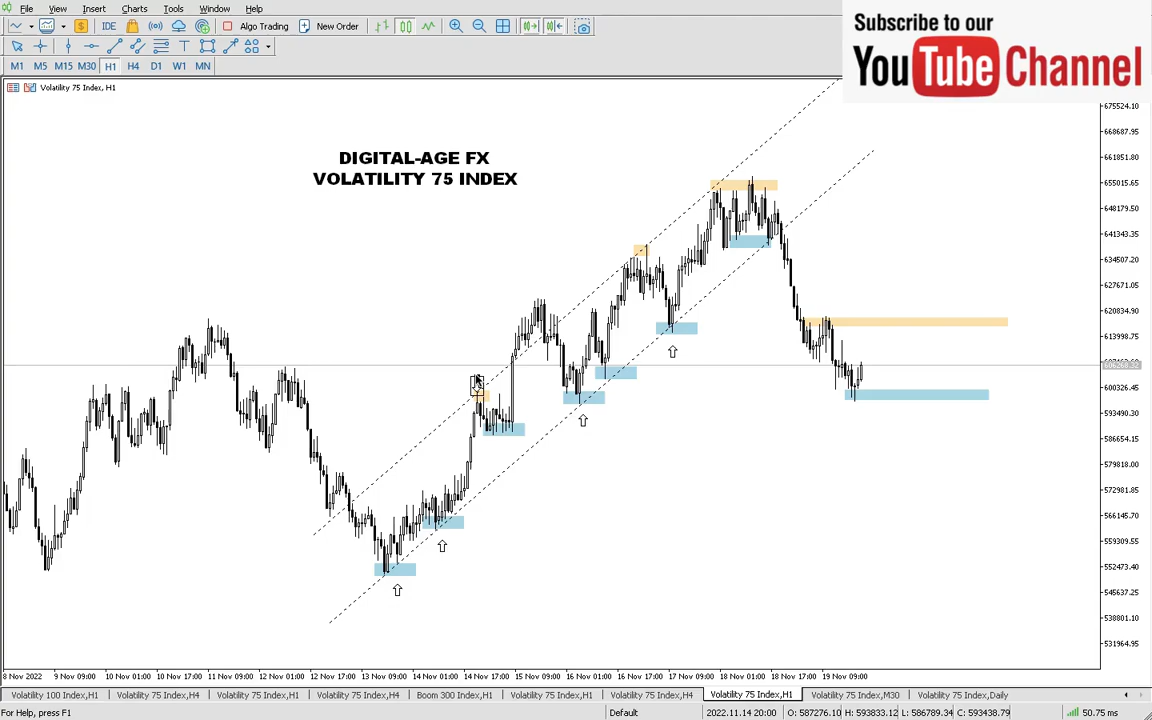 File View Insert Charts Tools Window Help
Subscribe to our
YouTube Channel
IDE Algo Trading New Order
M1 M5 M15 M30 H1 H4 D1 W1 MN
Volatility 75 Index, H1
DIGITAL-AGE FX
VOLATILITY 75 INDEX
675524.10
668687.95
661851.80
655015.65
648179.50
641343.35
634507.20
627671.05
620834.90
613998.75
606268.32
600326.45
593490.30
586654.15
579818.00
572981.85
566145.70
559309.55
552473.40
545637.25
538801.10
531964.95
8 Nov 2022 9 Nov 09:00 10 Nov 01:00 10 Nov 17:00 11 Nov 09:00 12 Nov 01:00 12 Nov 17:00 13 Nov 09:00 14 Nov 01:00 14 Nov 17:00 15 Nov 09:00 16 Nov 01:00 16 Nov 17:00 17 Nov 09:00 18 Nov 01:00 18 Nov 17:00 19 Nov 09:00
Volatility 100 Index,H1 Volatility 75 Index,H4 Volatility 75 Index,H1 Volatility 75 Index,H4 Boom 300 Index,H1 Volatility 75 Index,H1 Volatility 75 Index,H4 Volatility 75 Index,H1 Volatility 75 Index,M30 Volatility 75 Index,Daily
For Help, press F1 Default 2022.11.14 20:00 O: 587276.10 H: 593833.12 L: 586789.34 C: 593438.79 50.75 ms